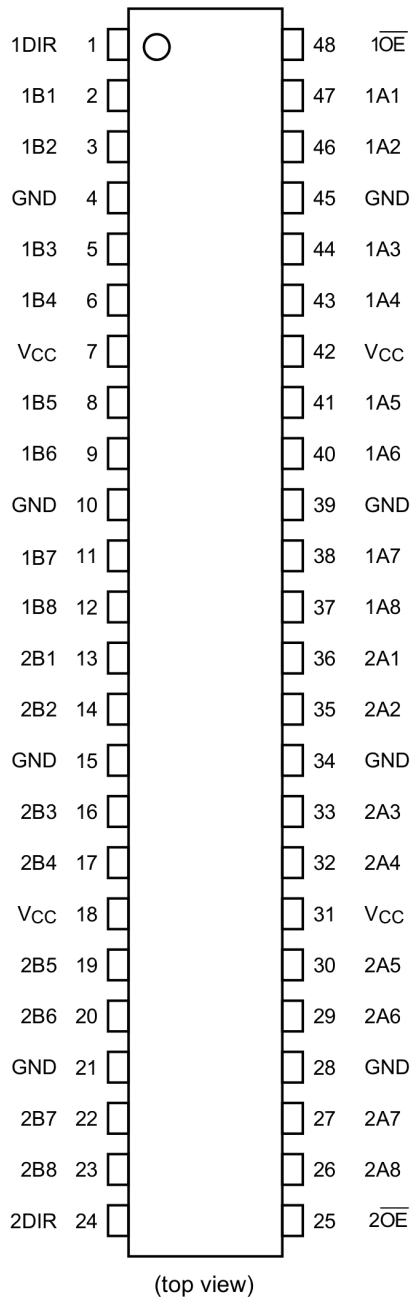 1DIR 1 48 1O̅E̅
1B1 2 47 1A1
1B2 3 46 1A2
GND 4 45 GND
1B3 5 44 1A3
1B4 6 43 1A4
VCC 7 42 VCC
1B5 8 41 1A5
1B6 9 40 1A6
GND 10 39 GND
1B7 11 38 1A7
1B8 12 37 1A8
2B1 13 36 2A1
2B2 14 35 2A2
GND 15 34 GND
2B3 16 33 2A3
2B4 17 32 2A4
VCC 18 31 VCC
2B5 19 30 2A5
2B6 20 29 2A6
GND 21 28 GND
2B7 22 27 2A7
2B8 23 26 2A8
2DIR 24 25 2O̅E̅
(top view)